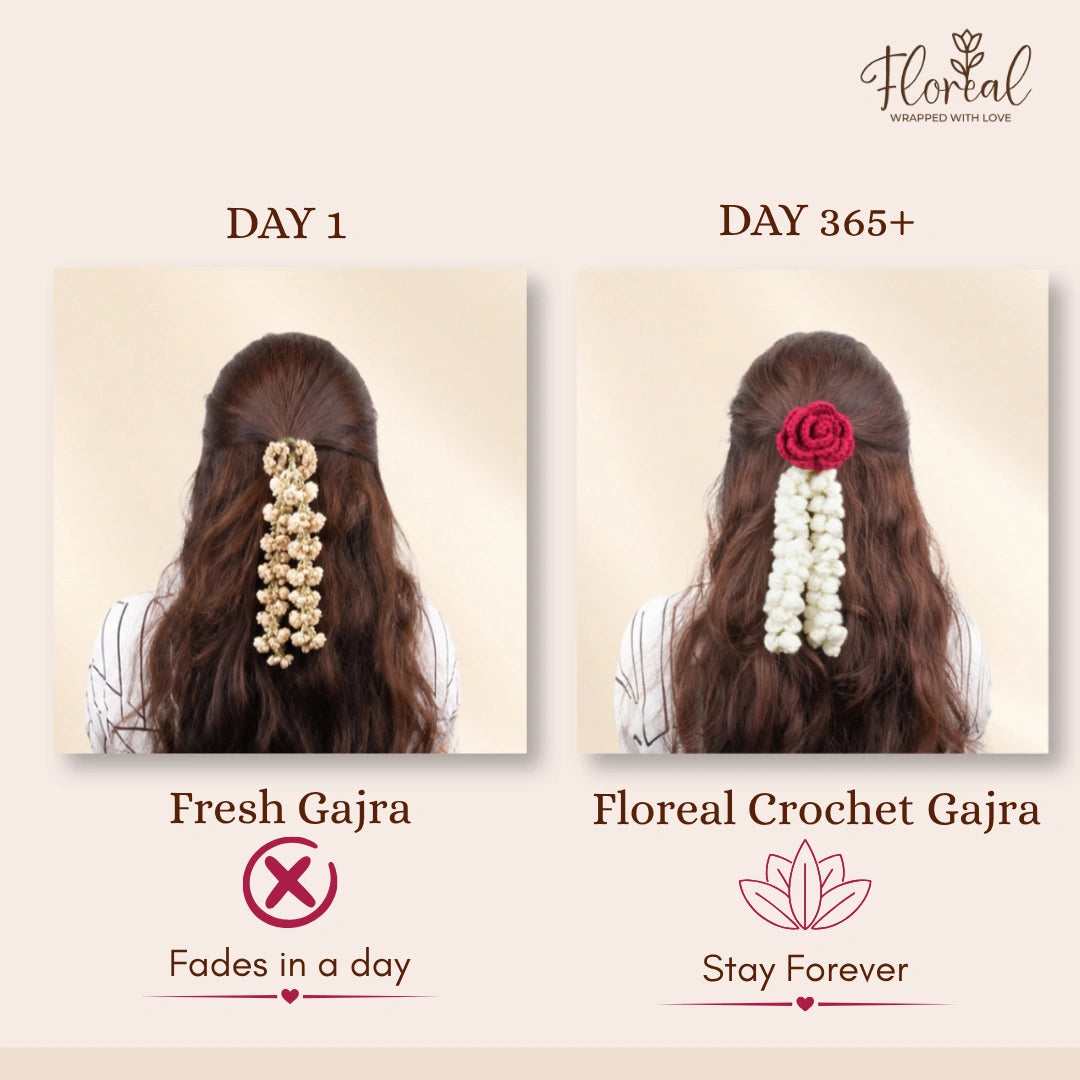 Floreal
WRAPPED WITH LOVE
DAY 1
DAY 365+
Fresh Gajra
Floreal Crochet Gajra
Fades in a day
Stay Forever